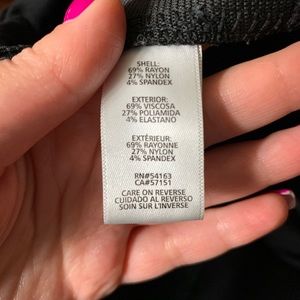 SHELL:
69% RAYON
27% NYLON
4% SPANDEX
EXTERIOR:
69% VISCOSA
27% POLIAMIDA
4% ELASTANO
EXTÉRIEUR:
69% RAYONNE
27% NYLON
4% SPANDEX
RN#54163
CA#57151
CARE ON REVERSE
CUIDADO AL REVERSO
SOIN SUR L'INVERSE